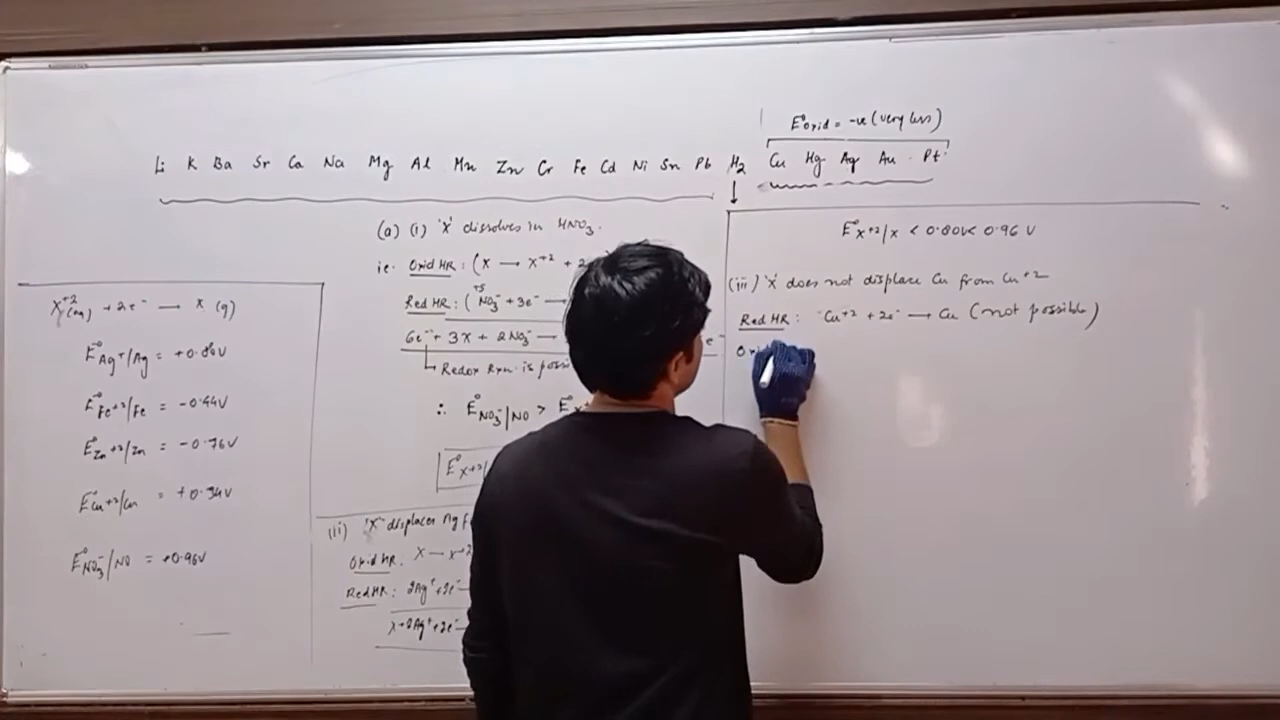 E°oxid = -ve (very less)
Li K Ba Sr Ca Na Mg Al Mn Zn Cr Fe Cd Ni Sn Pb H₂ Cu Hg Ag Au Pt
X⁺²(aq) + 2e⁻ ⟶ X (g)
E°Ag⁺/Ag = +0.80V
E°Fe⁺²/Fe = -0.44V
E°Zn⁺²/Zn = -0.76V
E°Cu⁺²/Cu = +0.34V
E°NO₃⁻/NO = +0.96V
(a) (i) 'X' dissolves in HNO₃.
ie. Oxid HR : (X ⟶ X⁺² + 2
Red HR : (⁺⁵NO₃⁻ + 3e⁻ ⟶
6e⁻ + 3X + 2NO₃⁻ ⟶ e⁻
↳ Redox Rxn. is possi
∴ E°NO₃⁻/NO > E°X⁺
E°X⁺²/
(ii) 'X' displaces Ag f
Oxid HR. X ⟶ X⁺²
Red HR : 2Ag⁺ + 2e⁻ ⟶
X + 2Ag⁺ + 2e⁻ ⟶
E°X⁺²/X < 0.80V < 0.96 V
(iii) 'X' does not displace Cu from Cu⁺²
Red HR : Cu⁺² + 2e⁻ ⟶ Cu (not possible)
Oxid